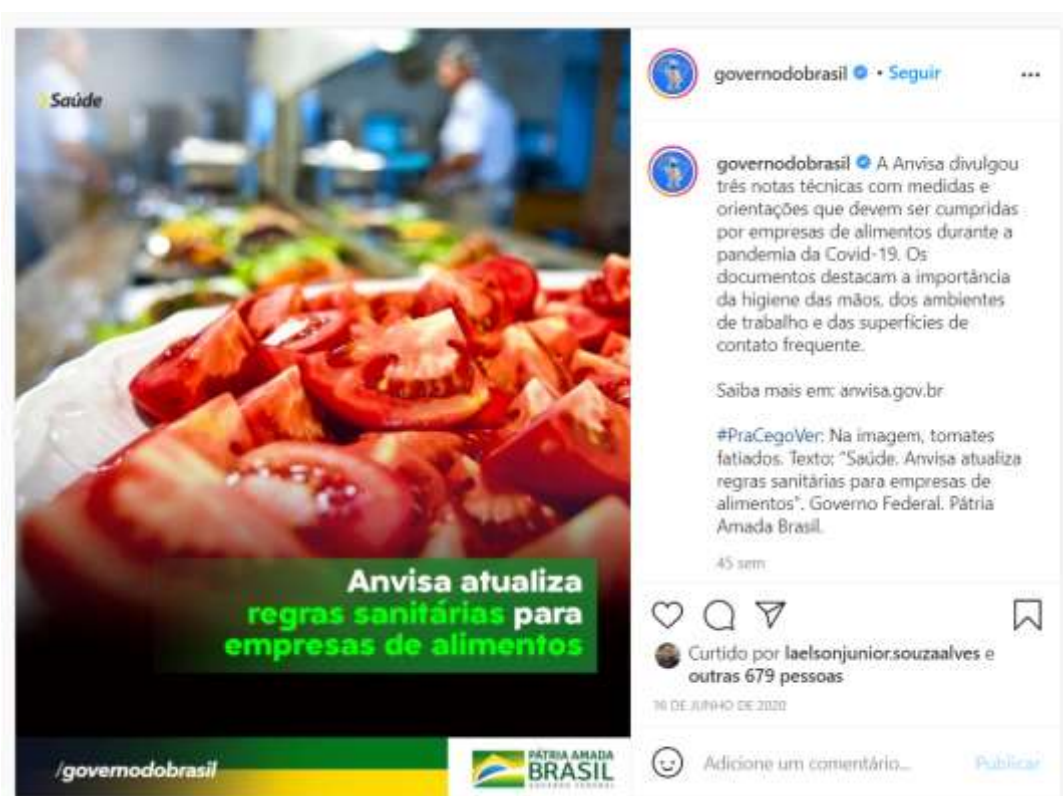 Saúde
Anvisa atualiza
regras sanitárias para
empresas de alimentos
/governodobrasil
PÁTRIA AMADA
BRASIL
GOVERNO FEDERAL
governodobrasil • Seguir
governodobrasil A Anvisa divulgou
três notas técnicas com medidas e
orientações que devem ser cumpridas
por empresas de alimentos durante a
pandemia da Covid-19. Os
documentos destacam a importância
da higiene das mãos, dos ambientes
de trabalho e das superfícies de
contato frequente.
Saiba mais em: anvisa.gov.br
#PraCegoVer: Na imagem, tomates
fatiados. Texto: "Saúde. Anvisa atualiza
regras sanitárias para empresas de
alimentos". Governo Federal. Pátria
Amada Brasil.
45 sem
Curtido por laelsonjunior.souzaalves e
outras 679 pessoas
16 DE JUNHO DE 2020
Adicione um comentário... Publicar